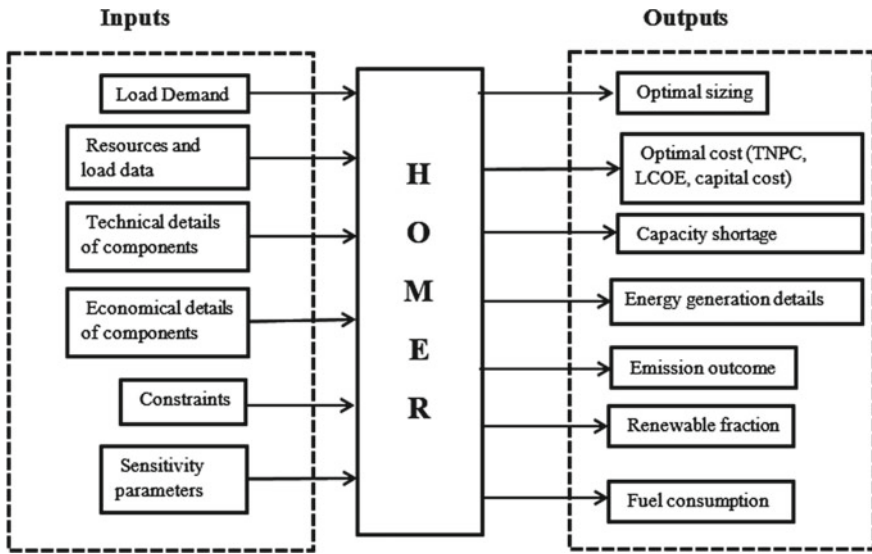 Inputs
Outputs
Load Demand
Resources and
load data
Technical details
of components
Economical details
of components
Constraints
Sensitivity
parameters
H
O
M
E
R
Optimal sizing
Optimal cost (TNPC,
LCOE, capital cost)
Capacity shortage
Energy generation details
Emission outcome
Renewable fraction
Fuel consumption